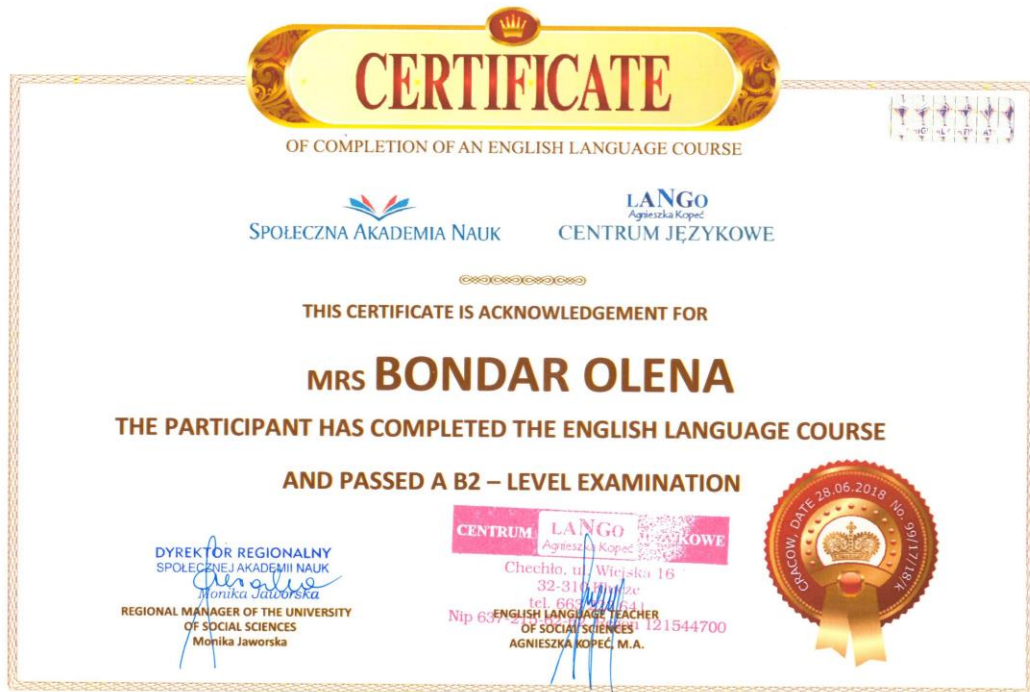 CERTIFICATE
OF COMPLETION OF AN ENGLISH LANGUAGE COURSE
SPOŁECZNA AKADEMIA NAUK
LANGO
Agnieszka Kopeć
CENTRUM JĘZYKOWE
THIS CERTIFICATE IS ACKNOWLEDGEMENT FOR
MRS BONDAR OLENA
THE PARTICIPANT HAS COMPLETED THE ENGLISH LANGUAGE COURSE
AND PASSED A B2 – LEVEL EXAMINATION
DYREKTOR REGIONALNY
SPOŁECZNEJ AKADEMII NAUK
Monika Jaworska
REGIONAL MANAGER OF THE UNIVERSITY
OF SOCIAL SCIENCES
Monika Jaworska
CENTRUM LANGO
Agnieszka Kopeć
Chechło, ul. Wiejska 16
32-310
tel.
Nip 121544700
ENGLISH LANGUAGE TEACHER
OF SOCIAL SCIENCES
AGNIESZKA KOPEĆ, M.A.
CRACOW, DATE 28.06.2018 No. 99/17/18/k